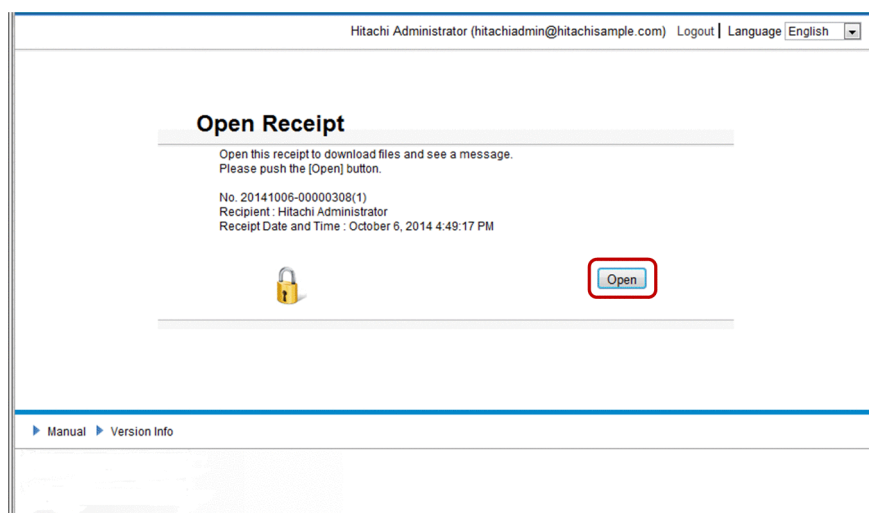 Hitachi Administrator (hitachiadmin@hitachisample.com) Logout Language English
Open Receipt
Open this receipt to download files and see a message.
Please push the [Open] button.
No. 20141006-00000308(1)
Recipient : Hitachi Administrator
Receipt Date and Time : October 6, 2014 4:49:17 PM
Open
Manual Version Info